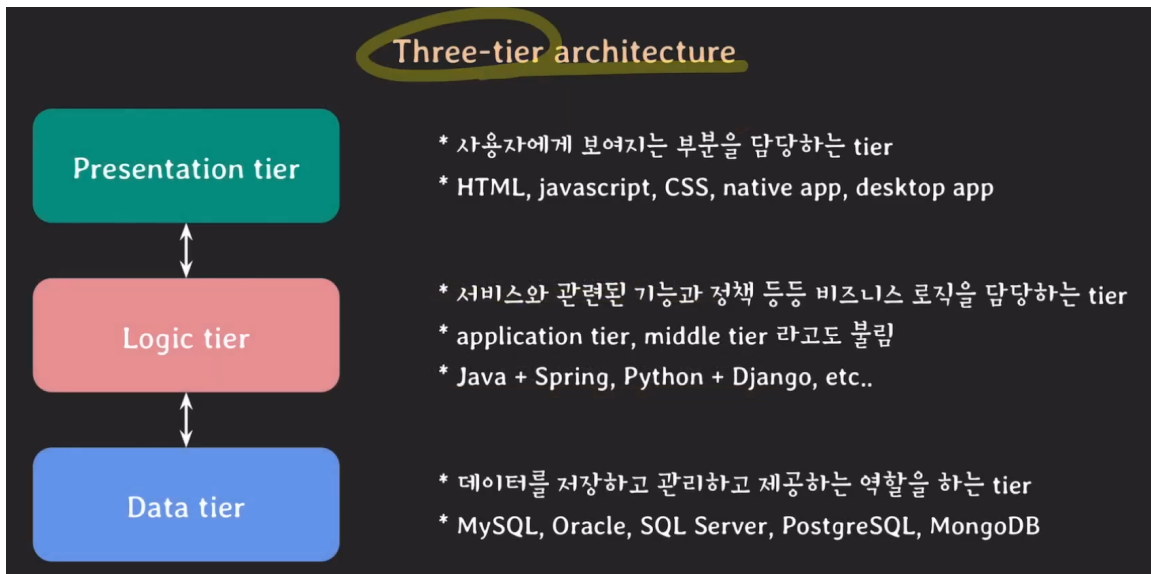 Three-tier architecture
Presentation tier
* 사용자에게 보여지는 부분을 담당하는 tier
* HTML, javascript, CSS, native app, desktop app
Logic tier
* 서비스와 관련된 기능과 정책 등등 비즈니스 로직을 담당하는 tier
* application tier, middle tier 라고도 불림
* Java + Spring, Python + Django, etc..
Data tier
* 데이터를 저장하고 관리하고 제공하는 역할을 하는 tier
* MySQL, Oracle, SQL Server, PostgreSQL, MongoDB